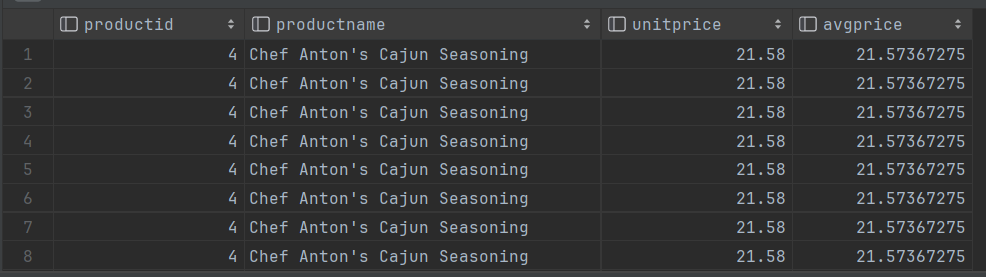 productid productname unitprice avgprice
1 4 Chef Anton's Cajun Seasoning 21.58 21.57367275
2 4 Chef Anton's Cajun Seasoning 21.58 21.57367275
3 4 Chef Anton's Cajun Seasoning 21.58 21.57367275
4 4 Chef Anton's Cajun Seasoning 21.58 21.57367275
5 4 Chef Anton's Cajun Seasoning 21.58 21.57367275
6 4 Chef Anton's Cajun Seasoning 21.58 21.57367275
7 4 Chef Anton's Cajun Seasoning 21.58 21.57367275
8 4 Chef Anton's Cajun Seasoning 21.58 21.57367275